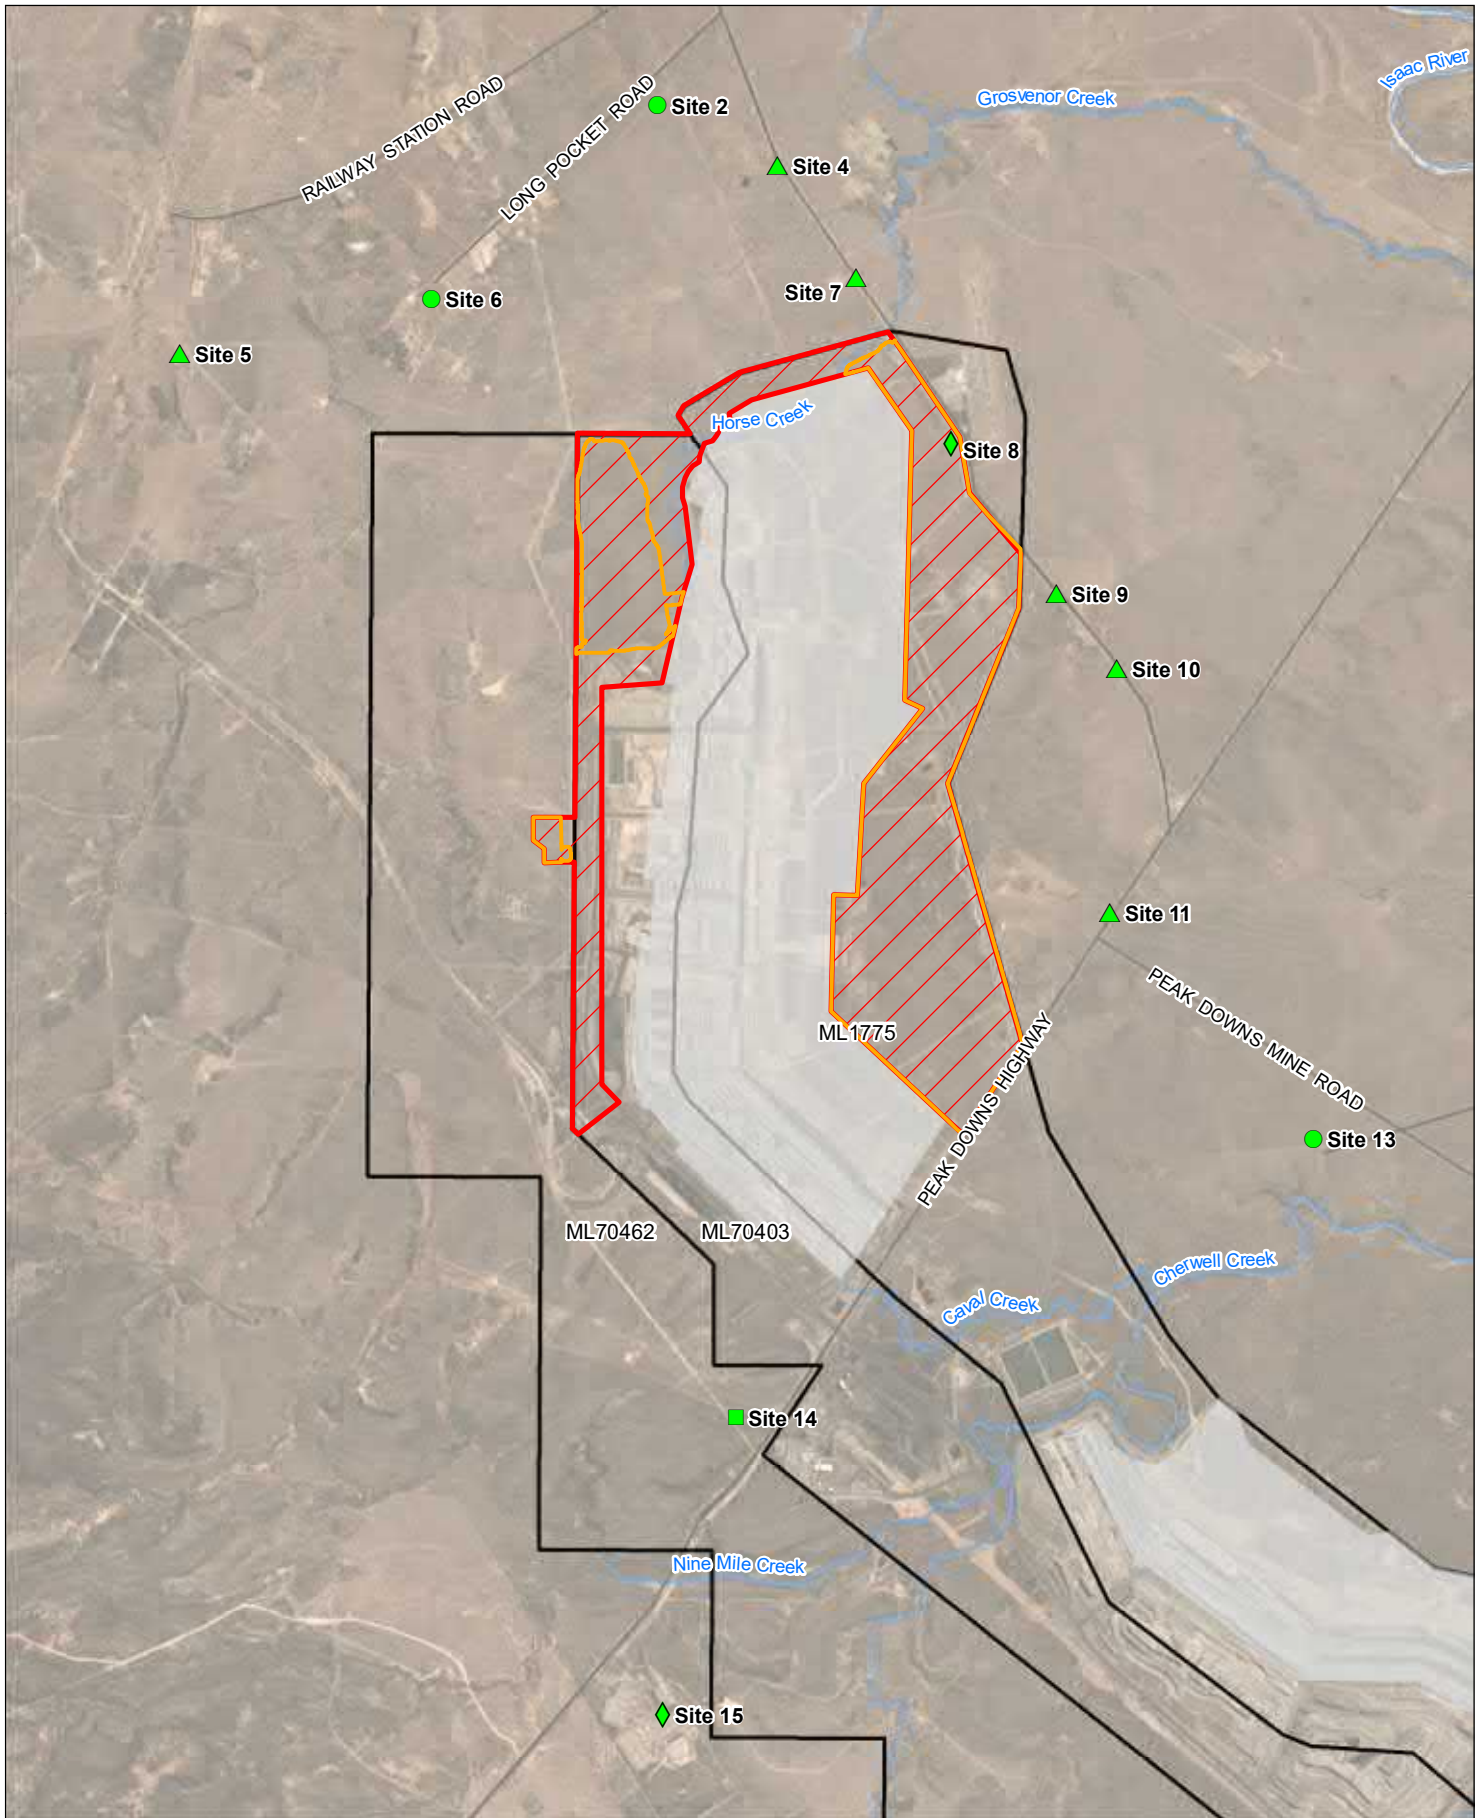 Isaac River
Grosvenor Creek
RAILWAY STATION ROAD
LONG POCKET ROAD
Site 2
Site 4
Site 7
Site 6
Site 5
Horse Creek
Site 8
Site 9
Site 10
Site 11
PEAK DOWNS MINE ROAD
ML1775
PEAK DOWNS HIGHWAY
Site 13
ML70462
ML70403
Cherwell Creek
Caval Creek
Site 14
Nine Mile Creek
Site 15